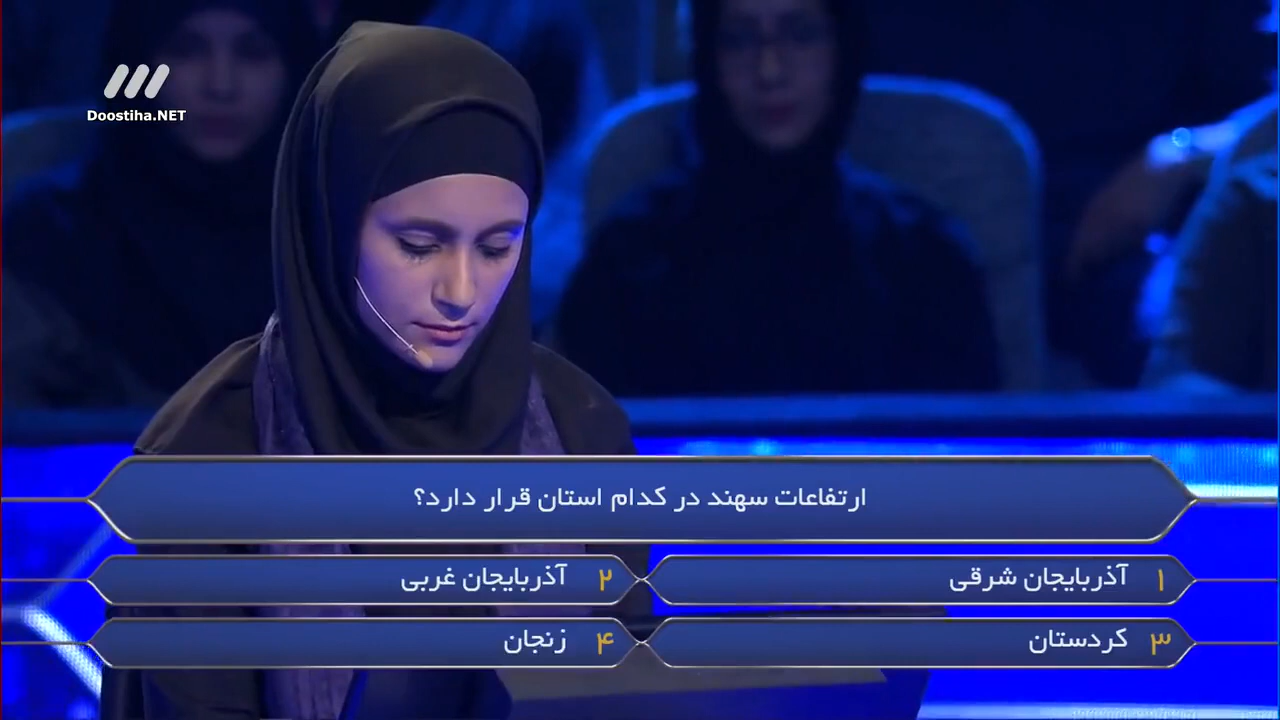 Doostiha.NET
ارتفاعات سهند در کدام استان قرار دارد؟
۱ آذربایجان شرقی
۲ آذربایجان غربی
۳ کردستان
۴ زنجان